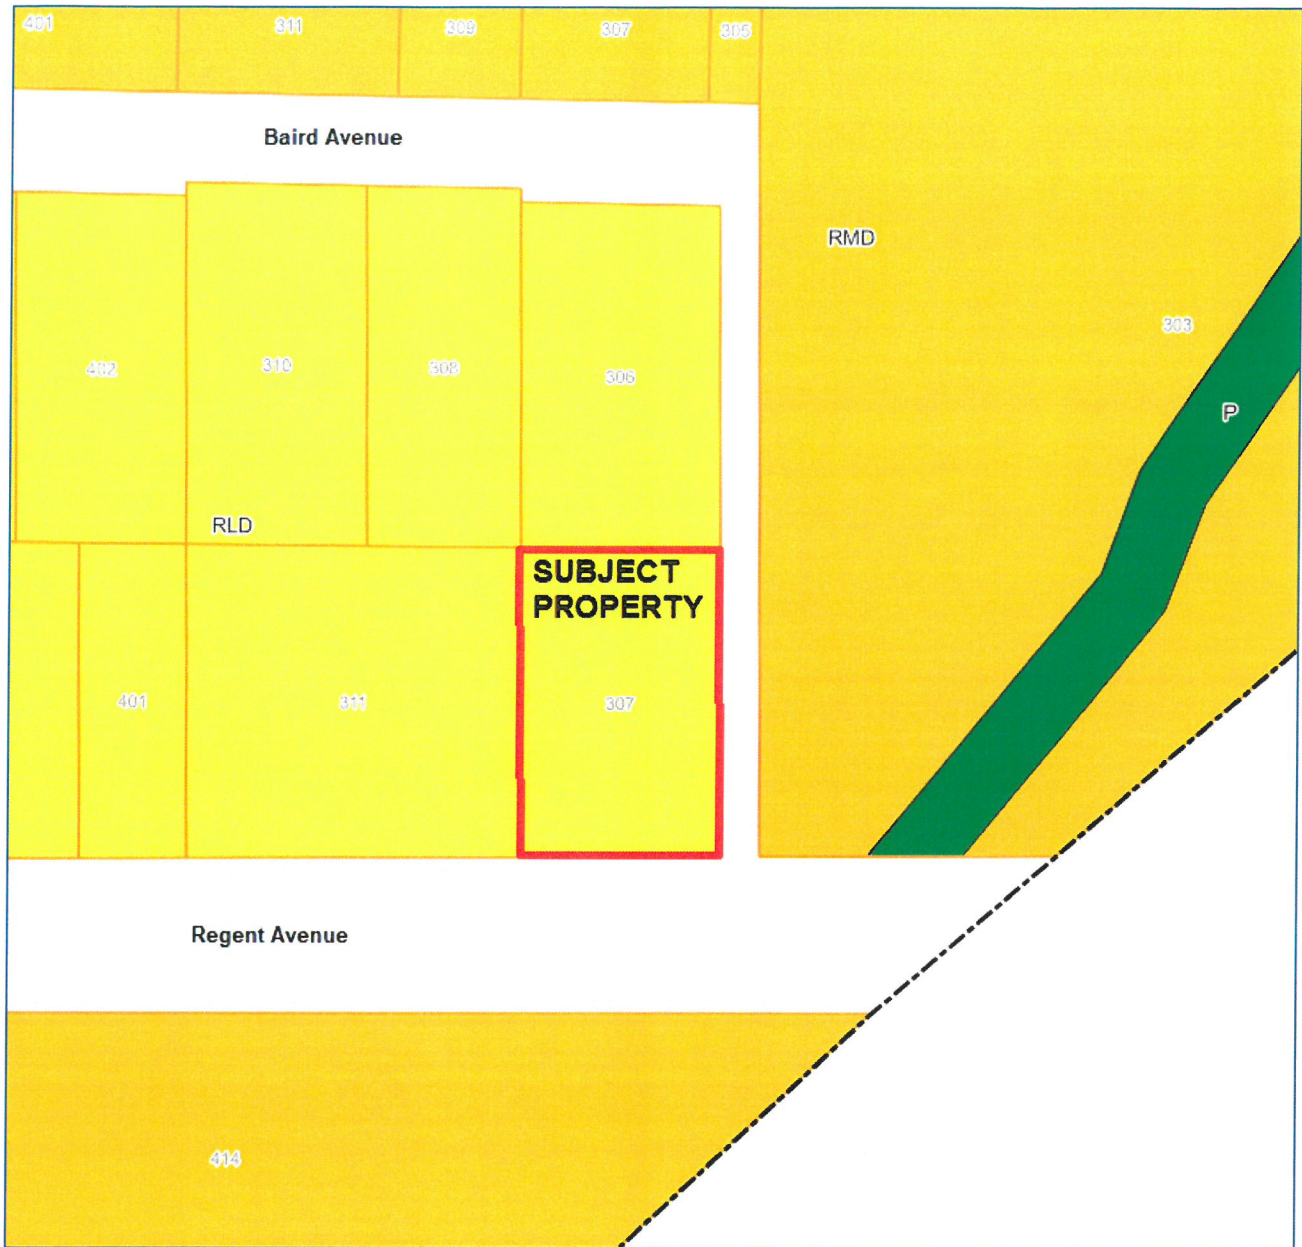 401
311
309
307
305
Baird Avenue
RMD
303
402
310
308
306
P
RLD
SUBJECT
PROPERTY
401
311
307
Regent Avenue
414